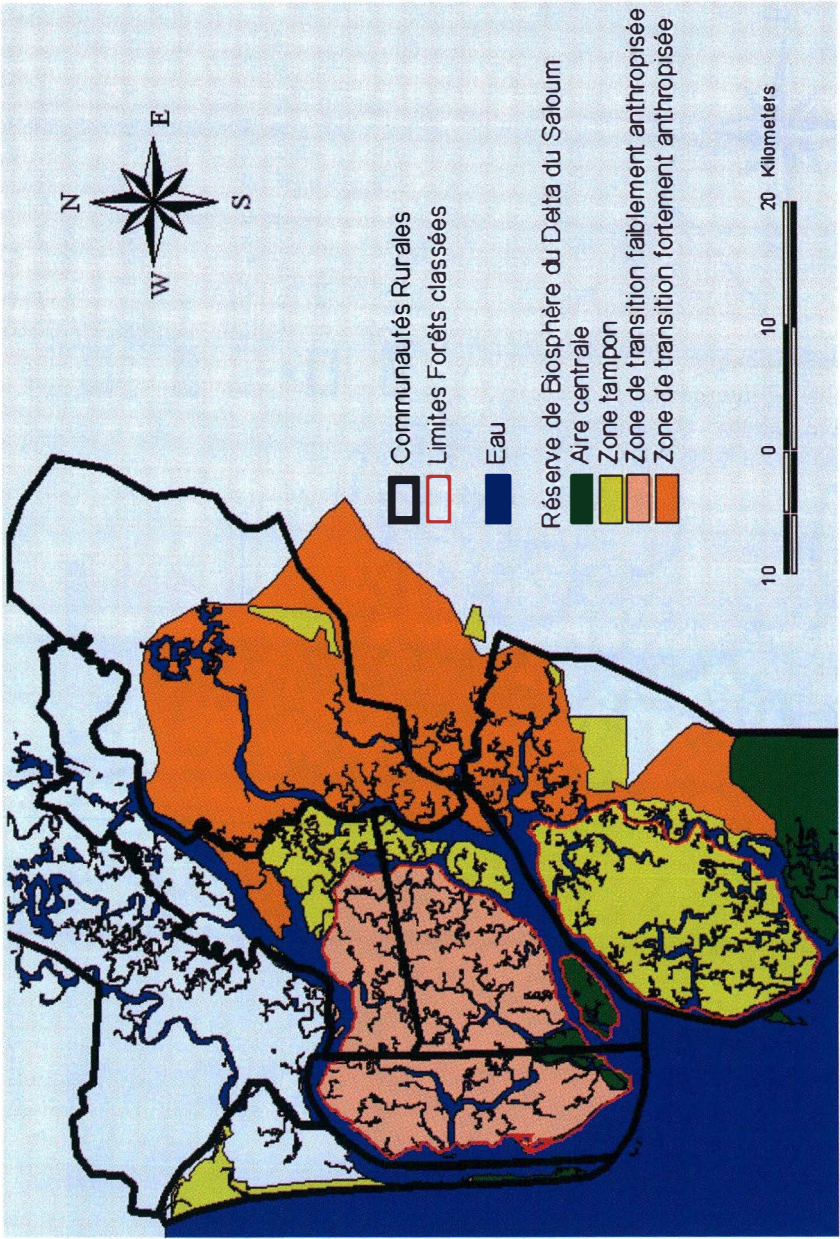 N
W
E
S
Communautés Rurales
Limites Forêts classées
Eau
Réserve de Biosphère du Delta du Saloum
Aire centrale
Zone tampon
Zone de transition faiblement anthropisée
Zone de transition fortement anthropisée
10 0 10 20 Kilometers